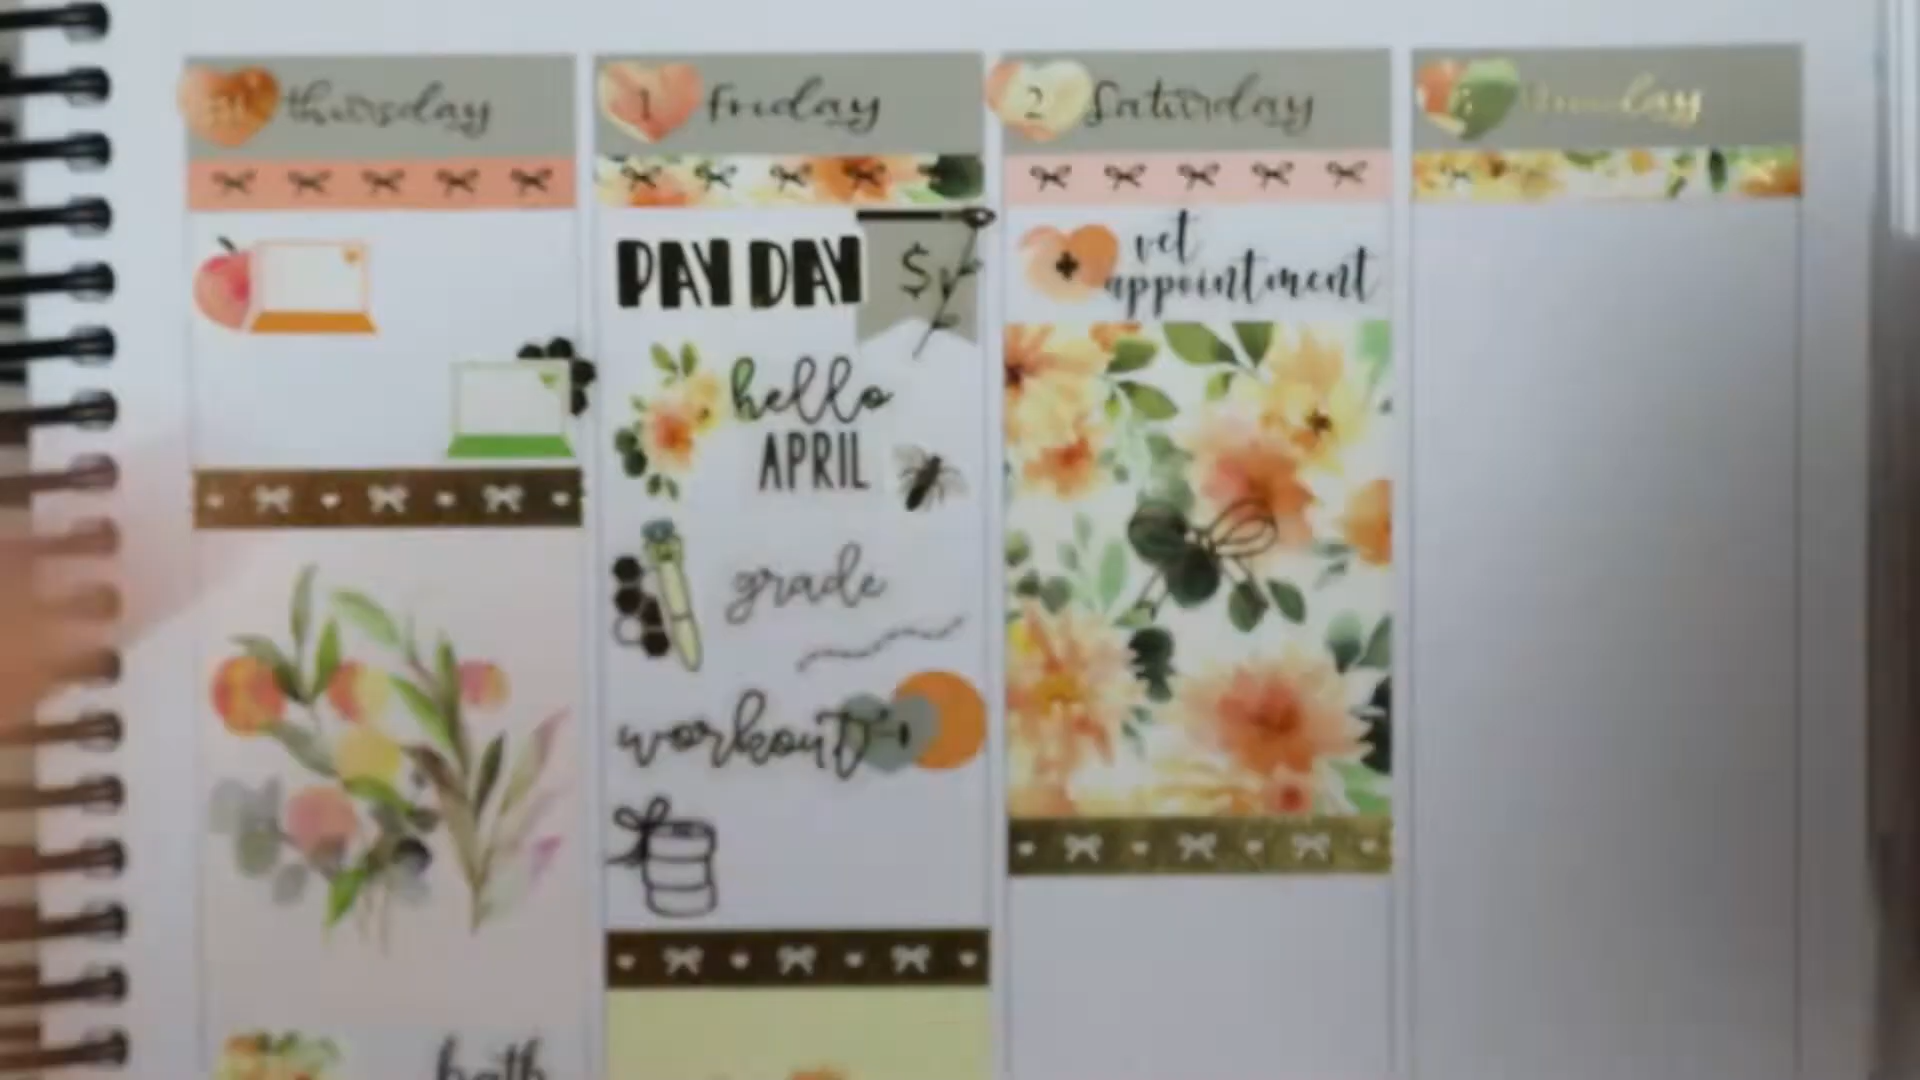 thursday
1 Friday
2 Saturday
PAY DAY $
vet
appointment
hello
APRIL
grade
workout
bath